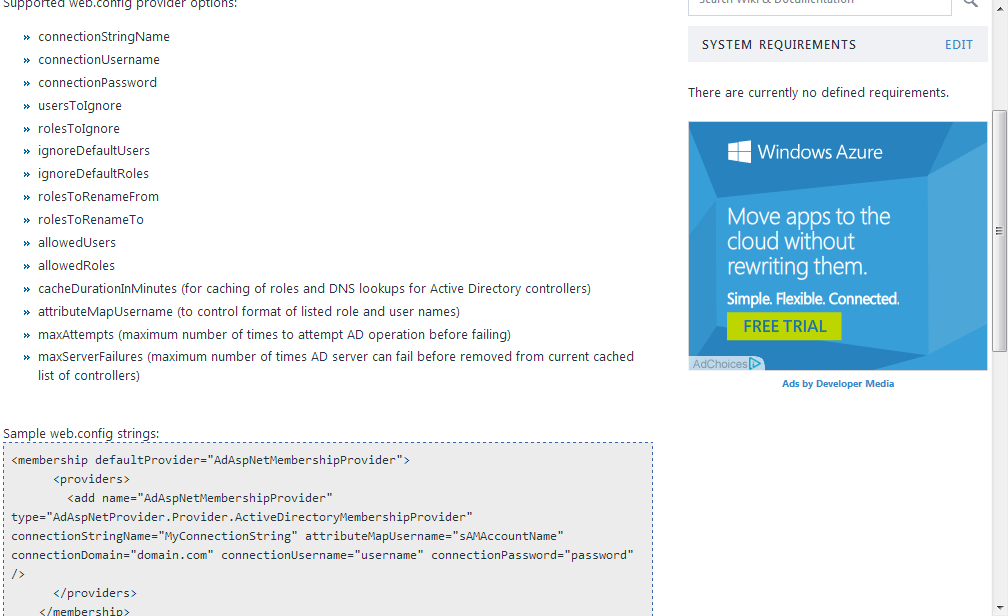 Supported web.config provider options:
» connectionStringName
» connectionUsername
» connectionPassword
» usersToIgnore
» rolesToIgnore
» ignoreDefaultUsers
» ignoreDefaultRoles
» rolesToRenameFrom
» rolesToRenameTo
» allowedUsers
» allowedRoles
» cacheDurationInMinutes (for caching of roles and DNS lookups for Active Directory controllers)
» attributeMapUsername (to control format of listed role and user names)
» maxAttempts (maximum number of times to attempt AD operation before failing)
» maxServerFailures (maximum number of times AD server can fail before removed from current cached
list of controllers)
Sample web.config strings:
<membership defaultProvider="AdAspNetMembershipProvider">
<providers>
<add name="AdAspNetMembershipProvider"
type="AdAspNetProvider.Provider.ActiveDirectoryMembershipProvider"
connectionStringName="MyConnectionString" attributeMapUsername="sAMAccountName"
connectionDomain="domain.com" connectionUsername="username" connectionPassword="password"
/>
</providers>
</membership>
Search Wiki & Documentation
SYSTEM REQUIREMENTS EDIT
There are currently no defined requirements.
Windows Azure
Move apps to the
cloud without
rewriting them.
Simple. Flexible. Connected.
FREE TRIAL
AdChoices
Ads by Developer Media